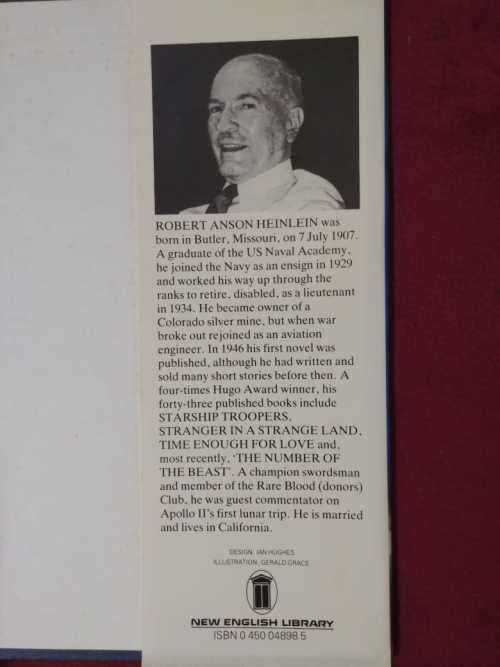 ROBERT ANSON HEINLEIN was
born in Butler, Missouri, on 7 July 1907.
A graduate of the US Naval Academy,
he joined the Navy as an ensign in 1929
and worked his way up through the
ranks to retire, disabled, as a lieutenant
in 1934. He became owner of a
Colorado silver mine, but when war
broke out rejoined as an aviation
engineer. In 1946 his first novel was
published, although he had written and
sold many short stories before then. A
four-times Hugo Award winner, his
forty-three published books include
STARSHIP TROOPERS,
STRANGER IN A STRANGE LAND,
TIME ENOUGH FOR LOVE and,
most recently, 'THE NUMBER OF
THE BEAST'. A champion swordsman
and member of the Rare Blood (donors)
Club, he was guest commentator on
Apollo II's first lunar trip. He is married
and lives in California.
DESIGN: IAN HUGHES
ILLUSTRATION: GERALD GRACE
NEW ENGLISH LIBRARY
ISBN 0 450 04898 5